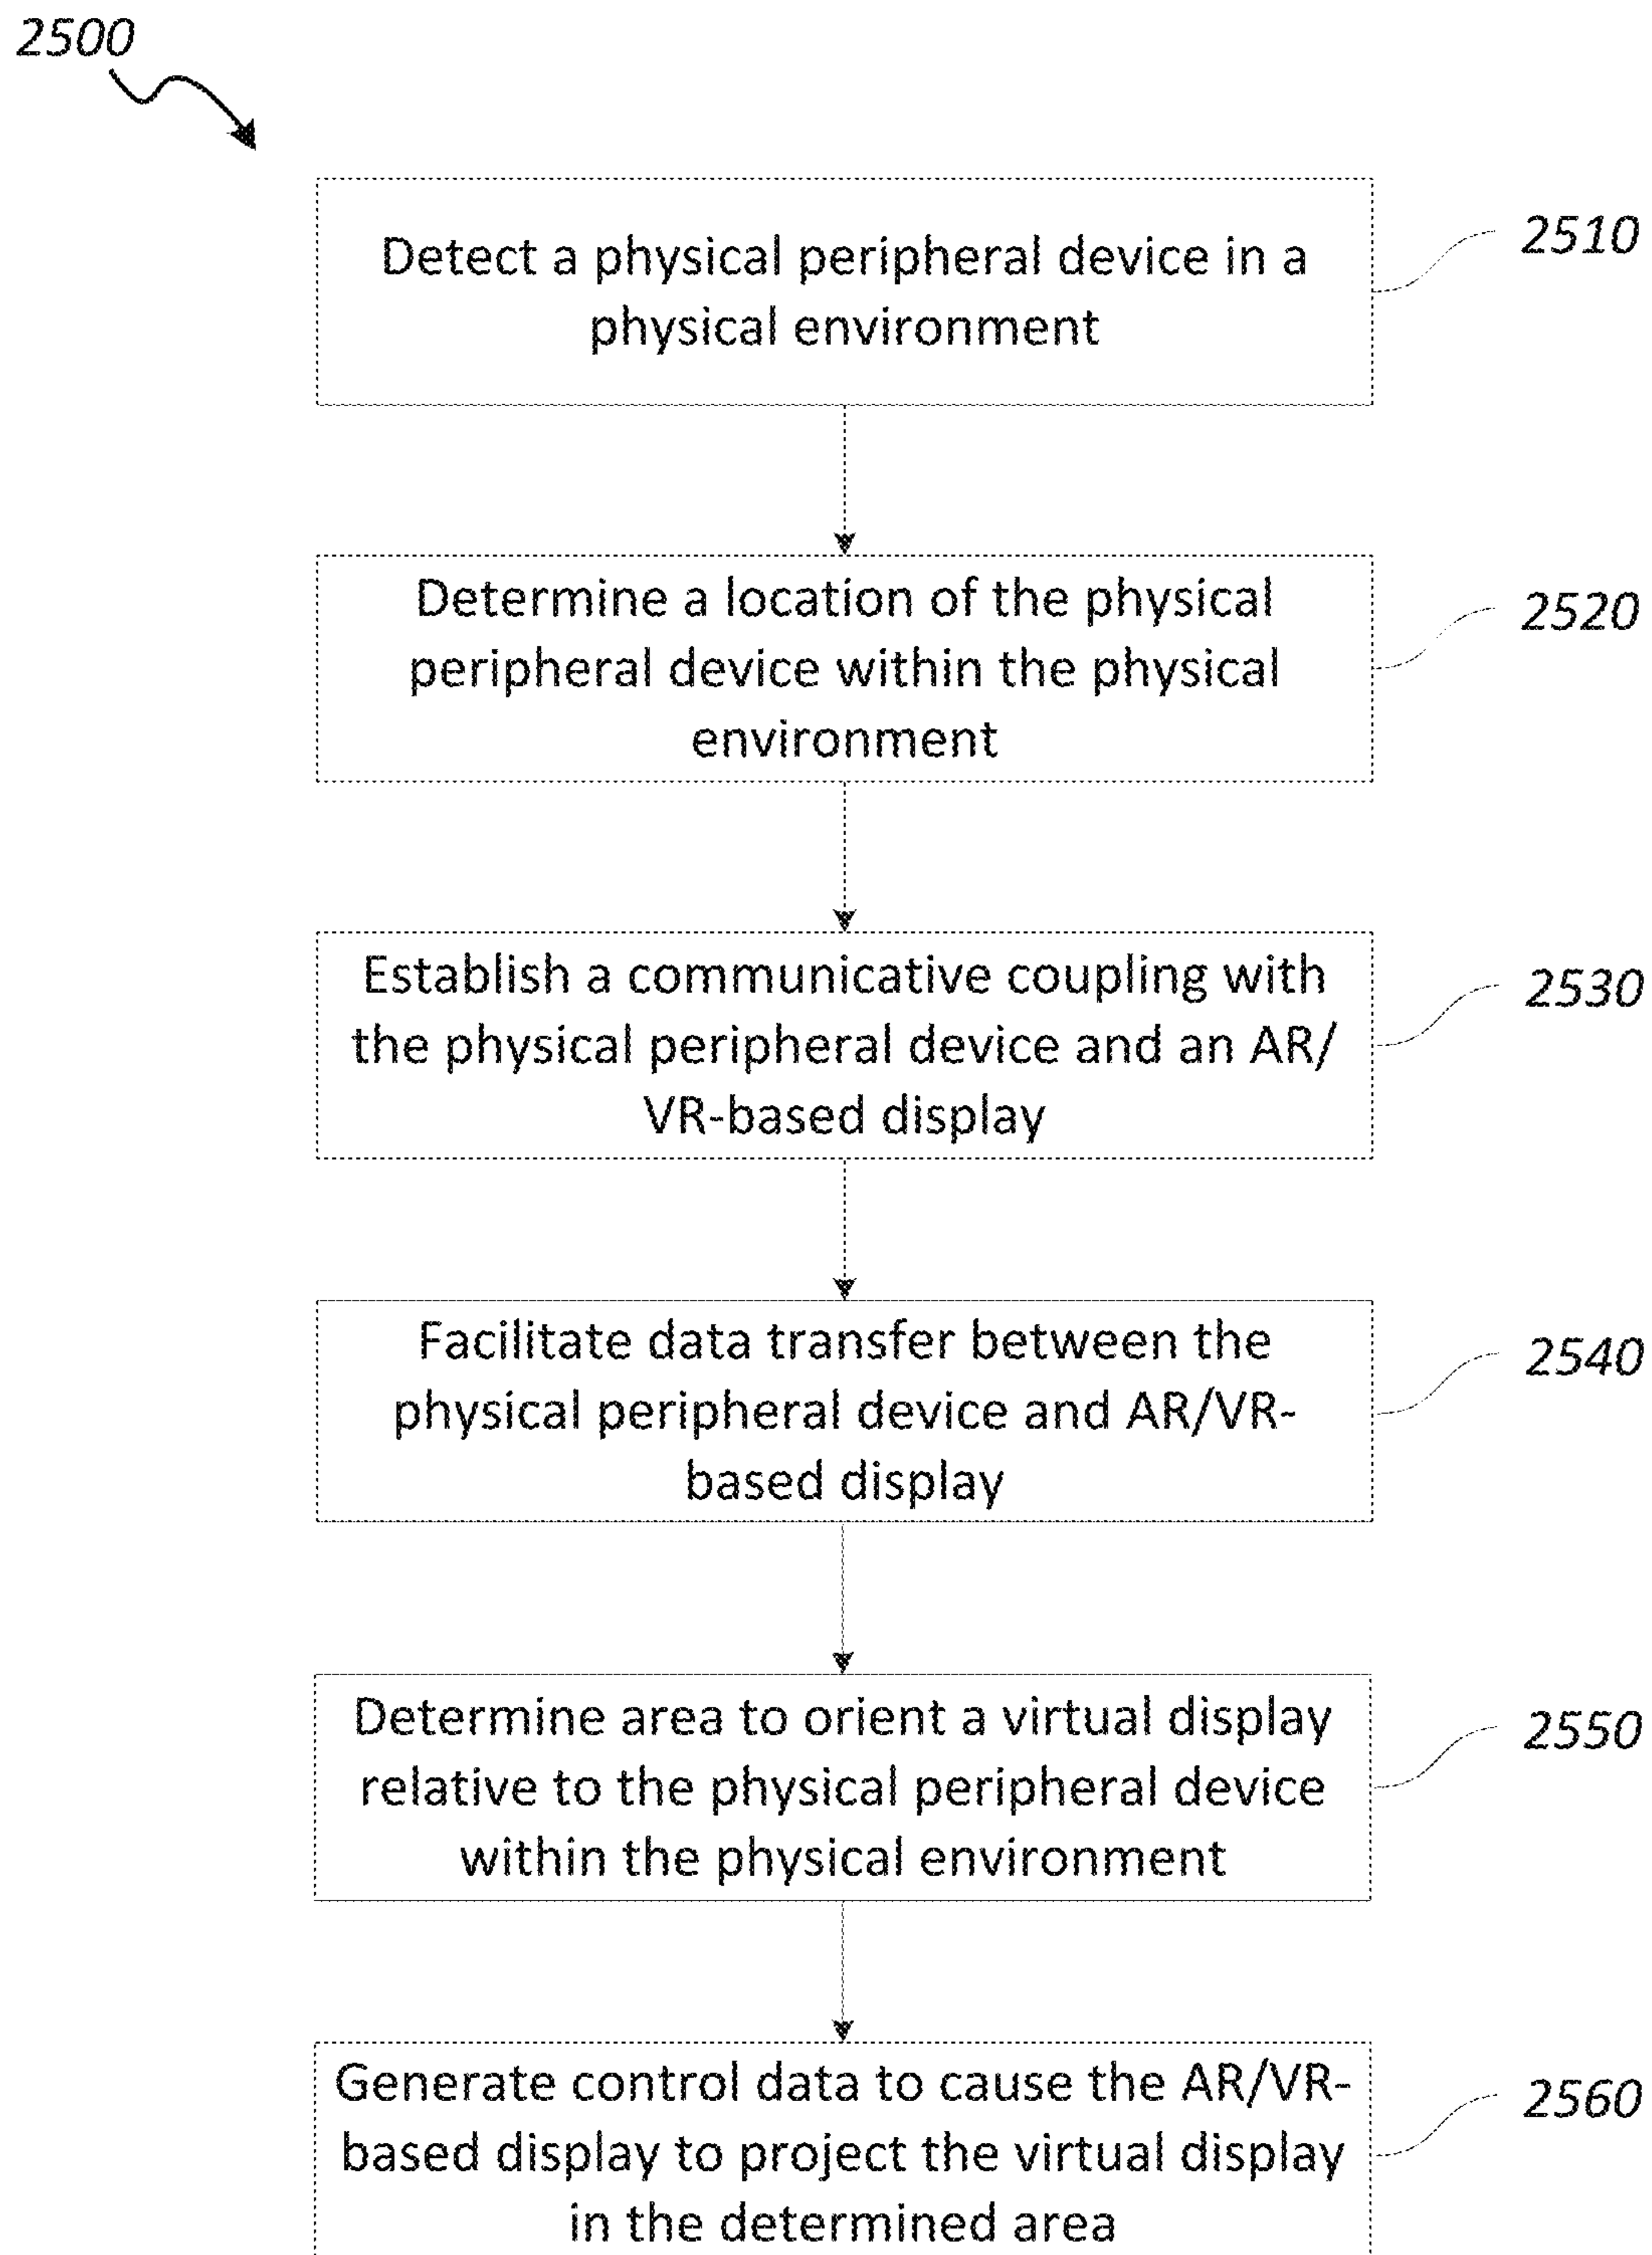 2500
Detect a physical peripheral device in a
physical environment
2510
Determine a location of the physical
peripheral device within the physical
environment
2520
Establish a communicative coupling with
the physical peripheral device and an AR/
VR-based display
2530
Facilitate data transfer between the
physical peripheral device and AR/VR-
based display
2540
Determine area to orient a virtual display
relative to the physical peripheral device
within the physical environment
2550
Generate control data to cause the AR/VR-
based display to project the virtual display
in the determined area
2560